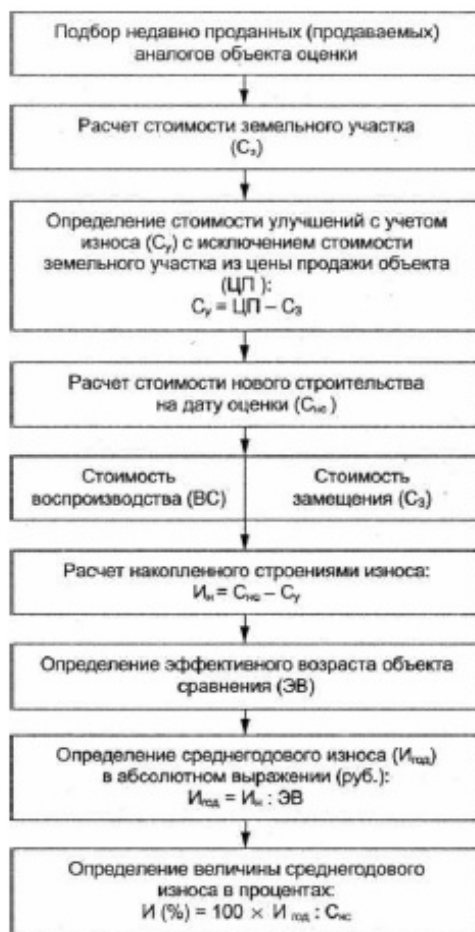 Подбор недавно проданных (продаваемых)
аналогов объекта оценки
Расчет стоимости земельного участка
(Сз)
Определение стоимости улучшений с учетом
износа (Су) с исключением стоимости
земельного участка из цены продажи объекта
(ЦП ):
Су = ЦП – Сз
Расчет стоимости нового строительства
на дату оценки (Снс )
Стоимость
воспроизводства (ВС)
Стоимость
замещения (Сз)
Расчет накопленного строениями износа:
Ин = Снс – Су
Определение эффективного возраста объекта
сравнения (ЭВ)
Определение среднегодового износа (Игод)
в абсолютном выражении (руб.):
Игод = Ин : ЭВ
Определение величины среднегодового
износа в процентах:
И (%) = 100 × И год : Снс